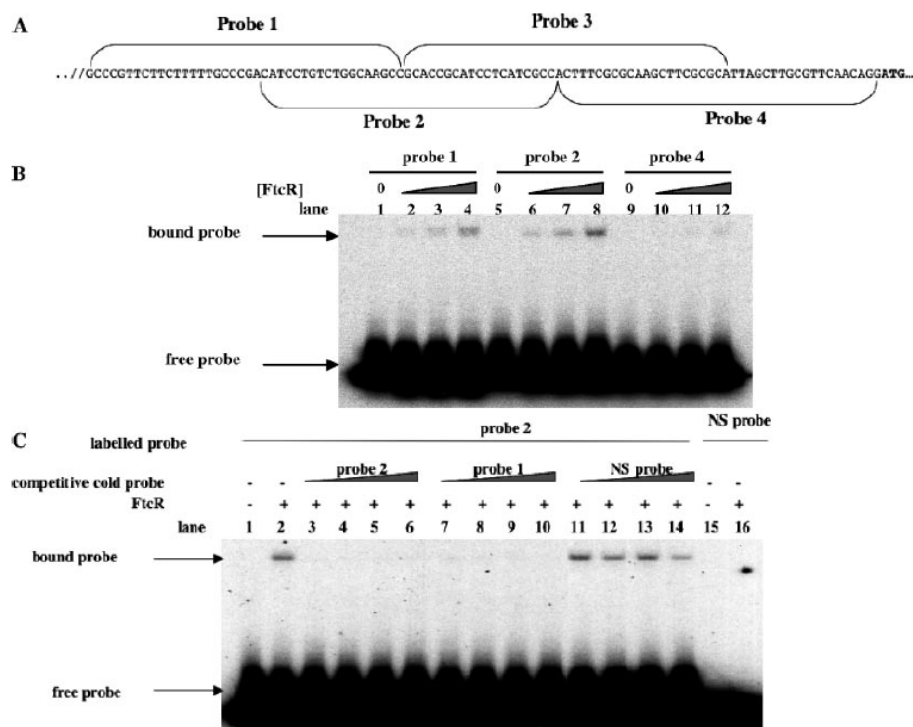 A
Probe 1 Probe 3
..//GCCCGTTCTTCTTTTTGCCCGACATCCTGTCTGGCAAGCCGCACCGCATCCTCATCGCCACTTTCGCGCAAGCTTCGCGCATTAGCTTGCGTTCAACAGGATG...
Probe 2 Probe 4
B
probe 1 probe 2 probe 4
[FtcR] 0 0 0
lane 1 2 3 4 5 6 7 8 9 10 11 12
bound probe
free probe
C
labelled probe probe 2 NS probe
competitive cold probe - - probe 2 probe 1 NS probe - -
FtcR - + + + + + + + + + + + + + - +
lane 1 2 3 4 5 6 7 8 9 10 11 12 13 14 15 16
bound probe
free probe